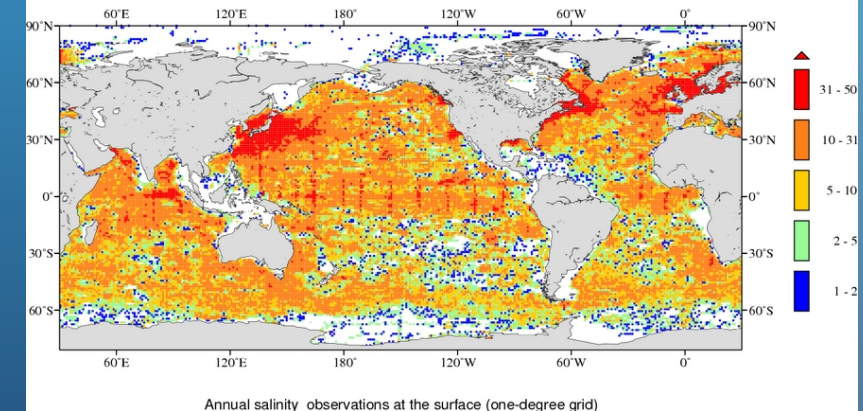 60°E 120°E 180° 120°W 60°W 0°
90°N 90°N
60°N 60°N
30°N 30°N
0° 0°
30°S 30°S
60°S 60°S
60°E 120°E 180° 120°W 60°W 0°
31 - 50
10 - 31
5 - 10
2 - 5
1 - 2
Annual salinity observations at the surface (one-degree grid)